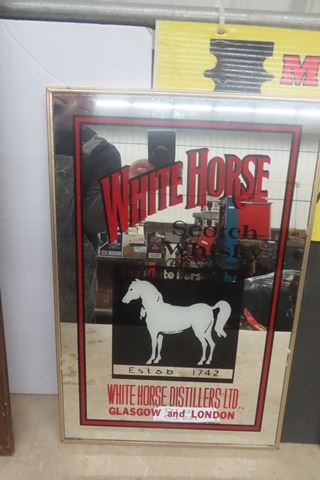 WHITE HORSE
Scotch
Whisky
Estab 1742
WHITE HORSE DISTILLERS LTD.,
GLASGOW and LONDON
M